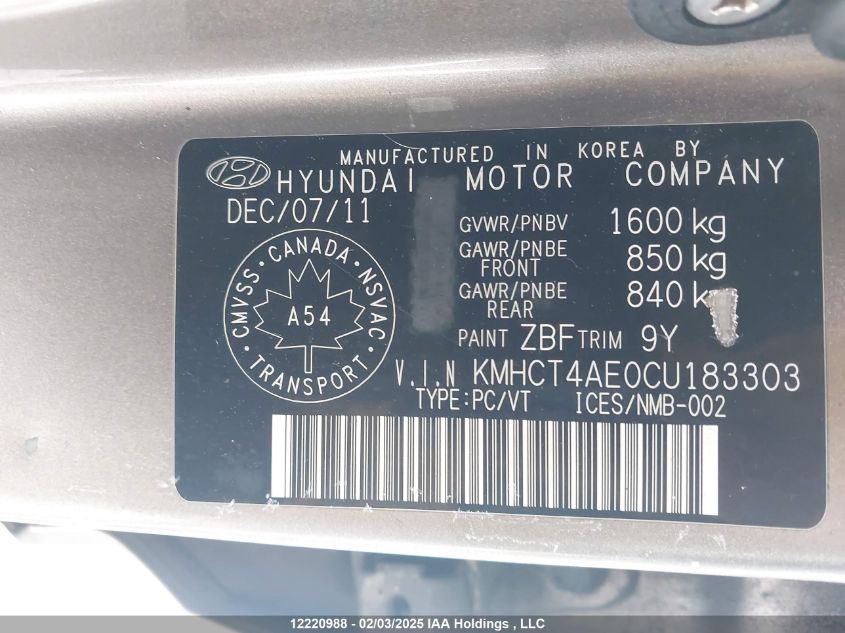 MANUFACTURED IN KOREA BY
HYUNDAI MOTOR COMPANY
DEC/07/11
GVWR/PNBV 1600 kg
GAWR/PNBE FRONT 850 kg
GAWR/PNBE REAR 840 k
PAINT ZBF TRIM 9Y
CMVSS • CANADA • NSVAC • TRANSPORT •
A54
V.I.N KMHCT4AE0CU183303
TYPE:PC/VT ICES/NMB-002
12220988 - 02/03/2025 IAA Holdings , LLC